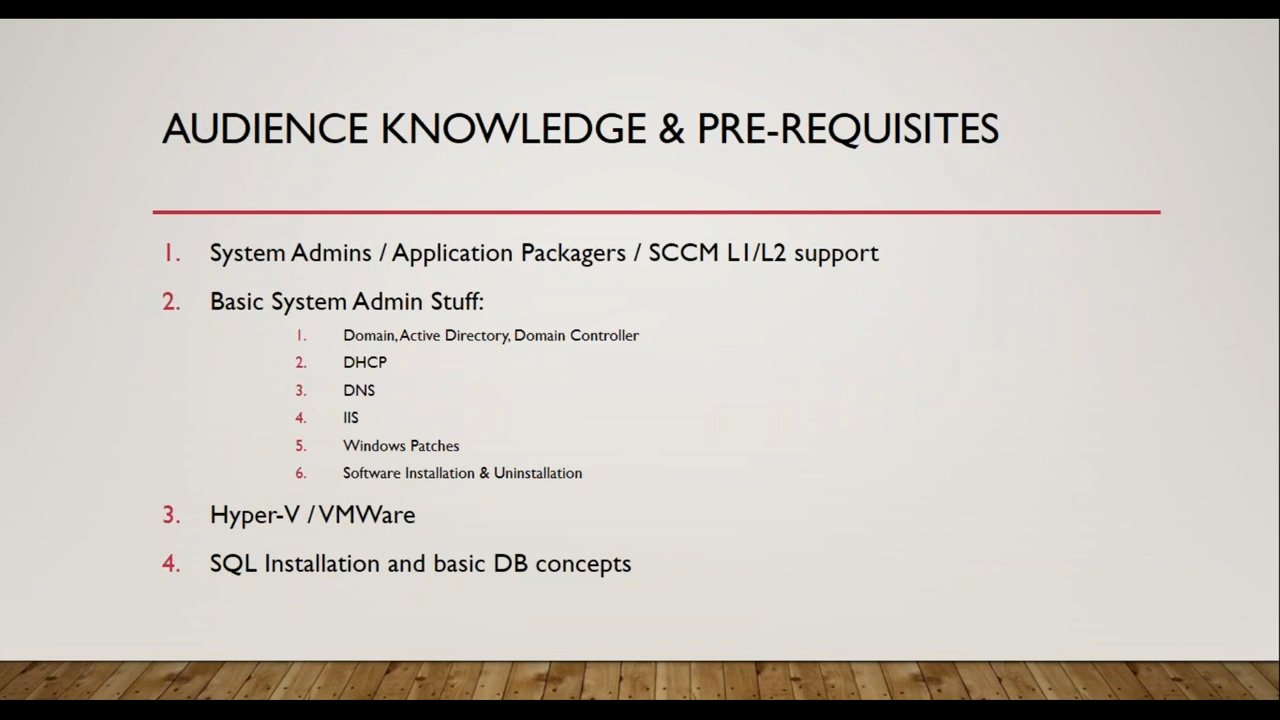 AUDIENCE KNOWLEDGE & PRE-REQUISITES
1. System Admins / Application Packagers / SCCM L1/L2 support
2. Basic System Admin Stuff:
1. Domain, Active Directory, Domain Controller
2. DHCP
3. DNS
4. IIS
5. Windows Patches
6. Software Installation & Uninstallation
3. Hyper-V / VMWare
4. SQL Installation and basic DB concepts